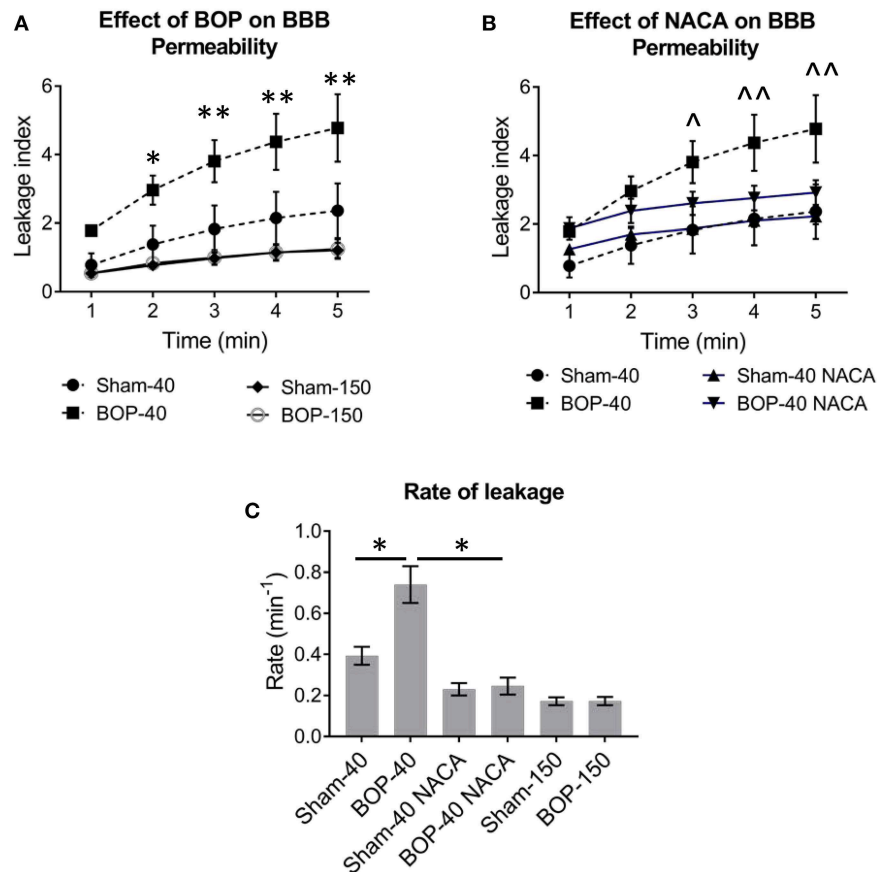 A
Effect of BOP on BBB
Permeability
Leakage index
6
4
2
0
*
**
**
**
1 2 3 4 5
Time (min)
Sham-40
BOP-40
Sham-150
BOP-150
B
Effect of NACA on BBB
Permeability
Leakage index
6
4
2
0
^
^^
^^
1 2 3 4 5
Time (min)
Sham-40
BOP-40
Sham-40 NACA
BOP-40 NACA
C
Rate of leakage
Rate (min-1)
1.0
0.8
0.6
0.4
0.2
0.0
*
*
Sham-40
BOP-40
Sham-40 NACA
BOP-40 NACA
Sham-150
BOP-150